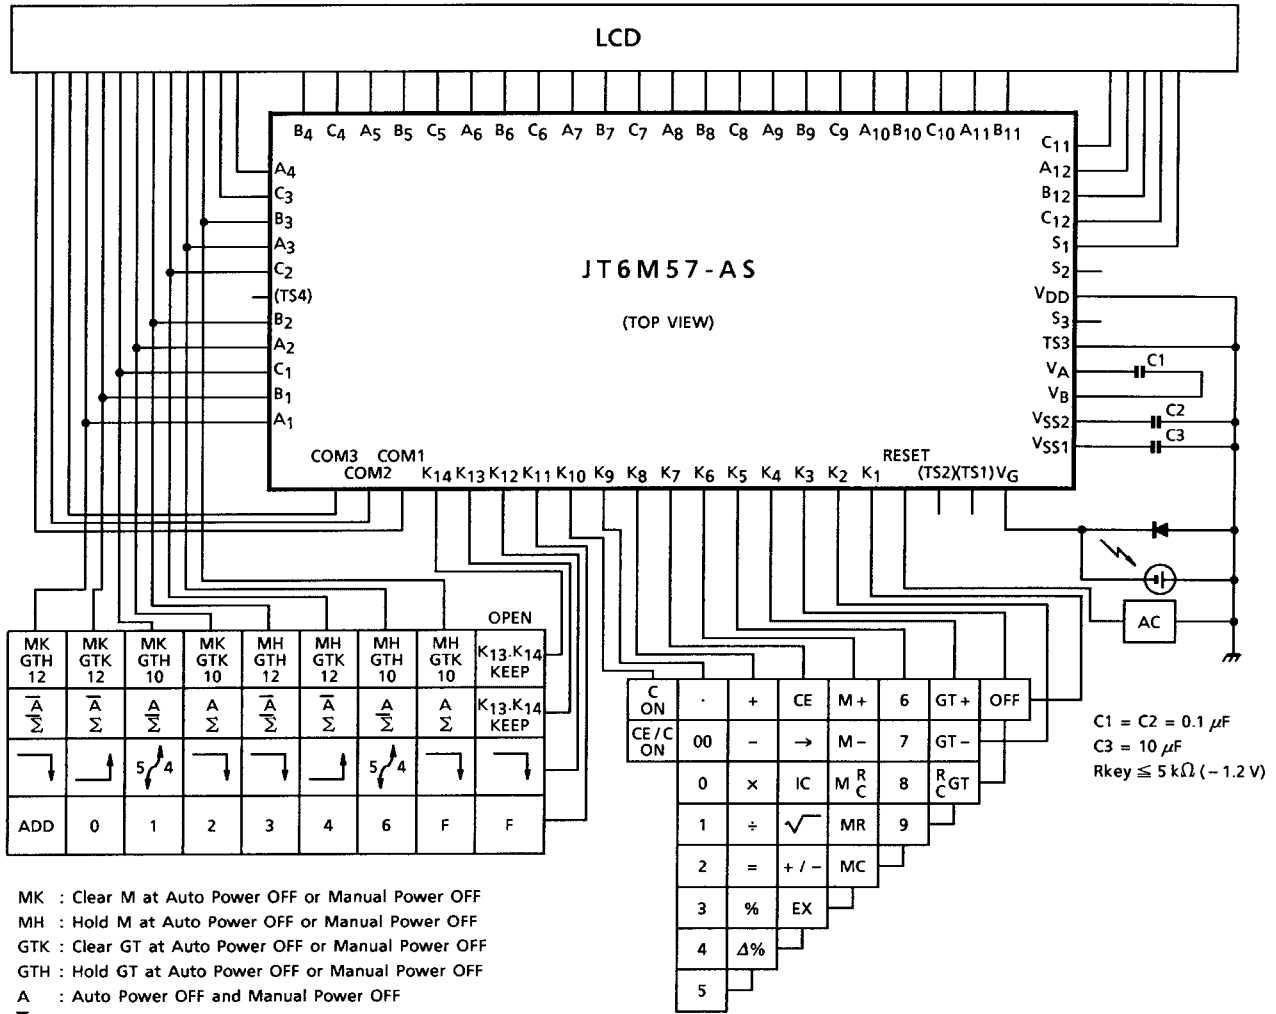 LCD
B4 C4 A5 B5 C5 A6 B6 C6 A7 B7 C7 A8 B8 C8 A9 B9 C9 A10 B10 C10 A11 B11
A4
C3
B3
A3
C2
(TS4)
B2
A2
C1
B1
A1
JT6M57-AS
(TOP VIEW)
C11
A12
B12
C12
S1
S2
VDD
S3
TS3
VA
VB
VSS2
VSS1
C1
C2
C3
COM3 COM1
COM2
K14 K13 K12 K11 K10 K9 K8 K7 K6 K5 K4 K3 K2 K1
RESET
(TS2)(TS1) VG
AC
OPEN
MK MK MK MK MH MH MH MH K13.K14
GTH GTK GTH GTK GTH GTK GTH GTK KEEP
12 12 10 10 12 12 10 10
A̅ A̅ A A A̅ A̅ A A K13.K14
Σ̅ Σ Σ̅ Σ Σ̅ Σ Σ̅ Σ KEEP
5 4 5 4
ADD 0 1 2 3 4 6 F F
C ON · + CE M+ 6 GT+ OFF
CE/C ON 00 − → M− 7 GT−
0 × IC M R C 8 R C GT
1 ÷ √ MR 9
2 = +/− MC
3 % EX
4 Δ%
5
C1 = C2 = 0.1 μF
C3 = 10 μF
Rkey ≦ 5 kΩ (−1.2 V)
MK : Clear M at Auto Power OFF or Manual Power OFF
MH : Hold M at Auto Power OFF or Manual Power OFF
GTK : Clear GT at Auto Power OFF or Manual Power OFF
GTH : Hold GT at Auto Power OFF or Manual Power OFF
A : Auto Power OFF and Manual Power OFF